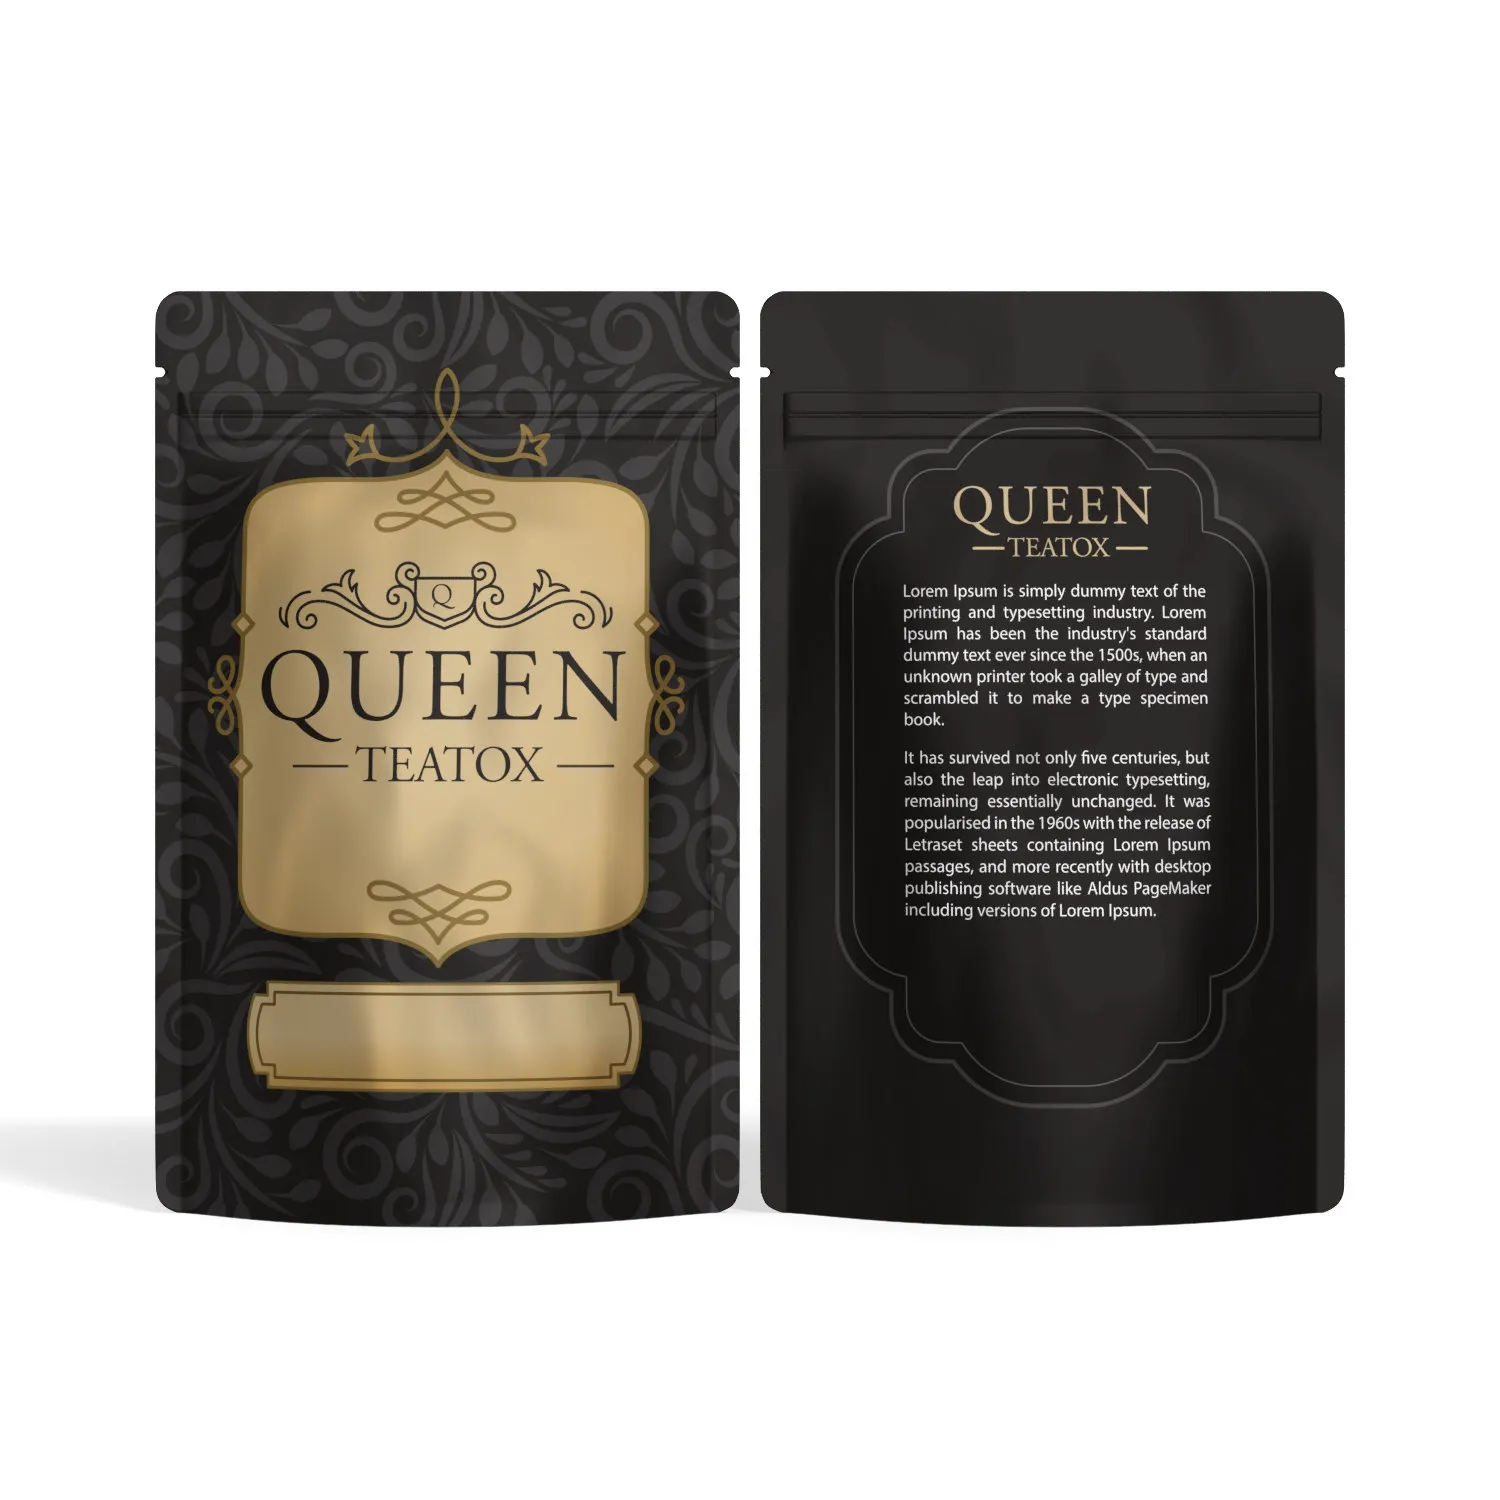 Q
QUEEN
TEATOX
QUEEN
TEATOX
Lorem Ipsum is simply dummy text of the
printing and typesetting industry. Lorem
Ipsum has been the industry's standard
dummy text ever since the 1500s, when an
unknown printer took a galley of type and
scrambled it to make a type specimen
book.
It has survived not only five centuries, but
also the leap into electronic typesetting,
remaining essentially unchanged. It was
popularised in the 1960s with the release of
Letraset sheets containing Lorem Ipsum
passages, and more recently with desktop
publishing software like Aldus PageMaker
including versions of Lorem Ipsum.